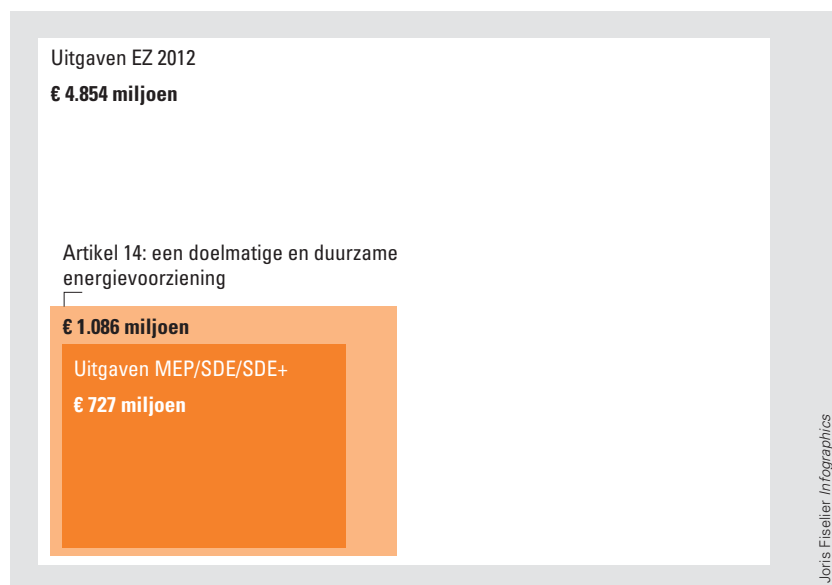 Uitgaven EZ 2012
€ 4.854 miljoen
Artikel 14: een doelmatige en duurzame
energievoorziening
€ 1.086 miljoen
Uitgaven MEP/SDE/SDE+
€ 727 miljoen
Joris Fiselier Infographics